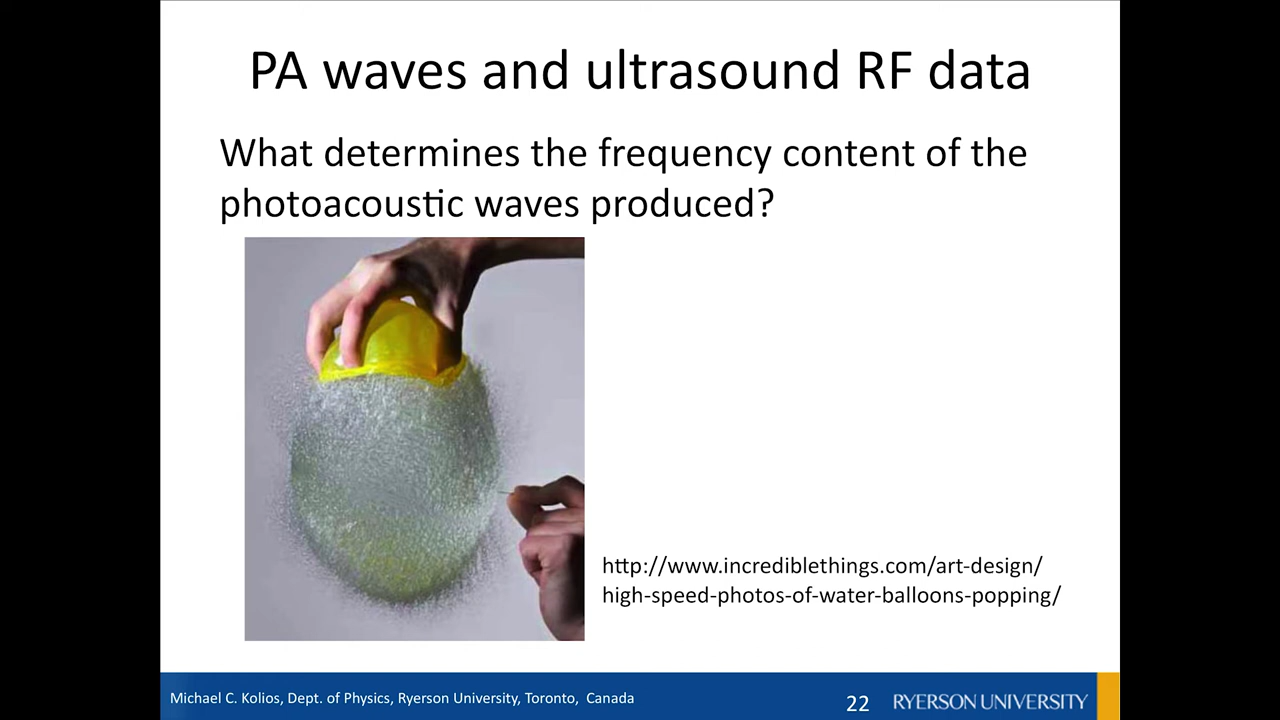 PA waves and ultrasound RF data
What determines the frequency content of the
photoacoustic waves produced?
http://www.incrediblethings.com/art-design/
high-speed-photos-of-water-balloons-popping/
Michael C. Kolios, Dept. of Physics, Ryerson University, Toronto, Canada
22
RYERSON UNIVERSITY